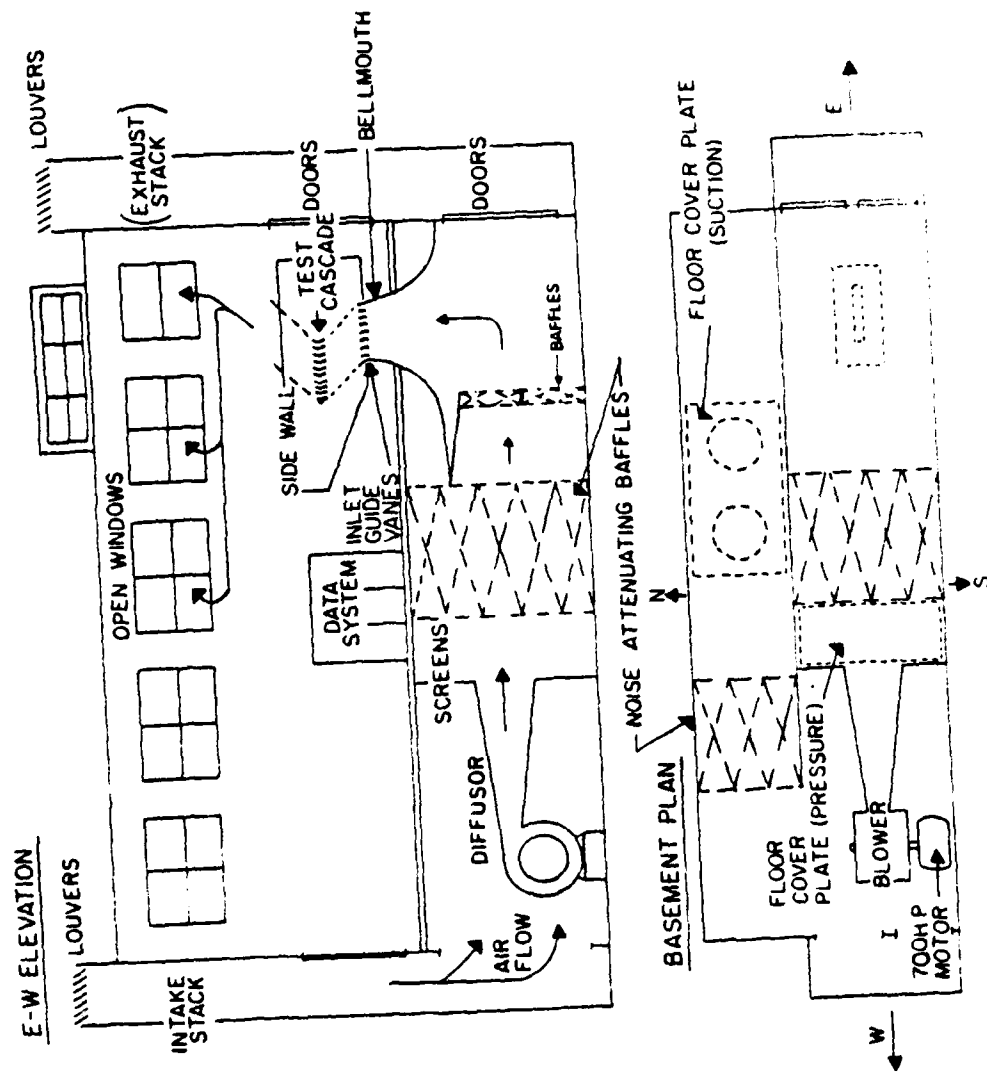 E-W ELEVATION
LOUVERS
OPEN WINDOWS
LOUVERS
(EXHAUST
STACK)
INTAKE
STACK
SIDE WALL
TEST
CASCADE
DOORS
BELLMOUTH
DATA
SYSTEM
INLET
GUIDE
VANES
SCREENS
DIFFUSOR
AIR
FLOW
BAFFLES
DOORS
NOISE ATTENUATING BAFFLES
BASEMENT PLAN
N
FLOOR COVER PLATE
(SUCTION)
E
FLOOR
COVER
PLATE (PRESSURE)
BLOWER
700HP
MOTOR
W
S